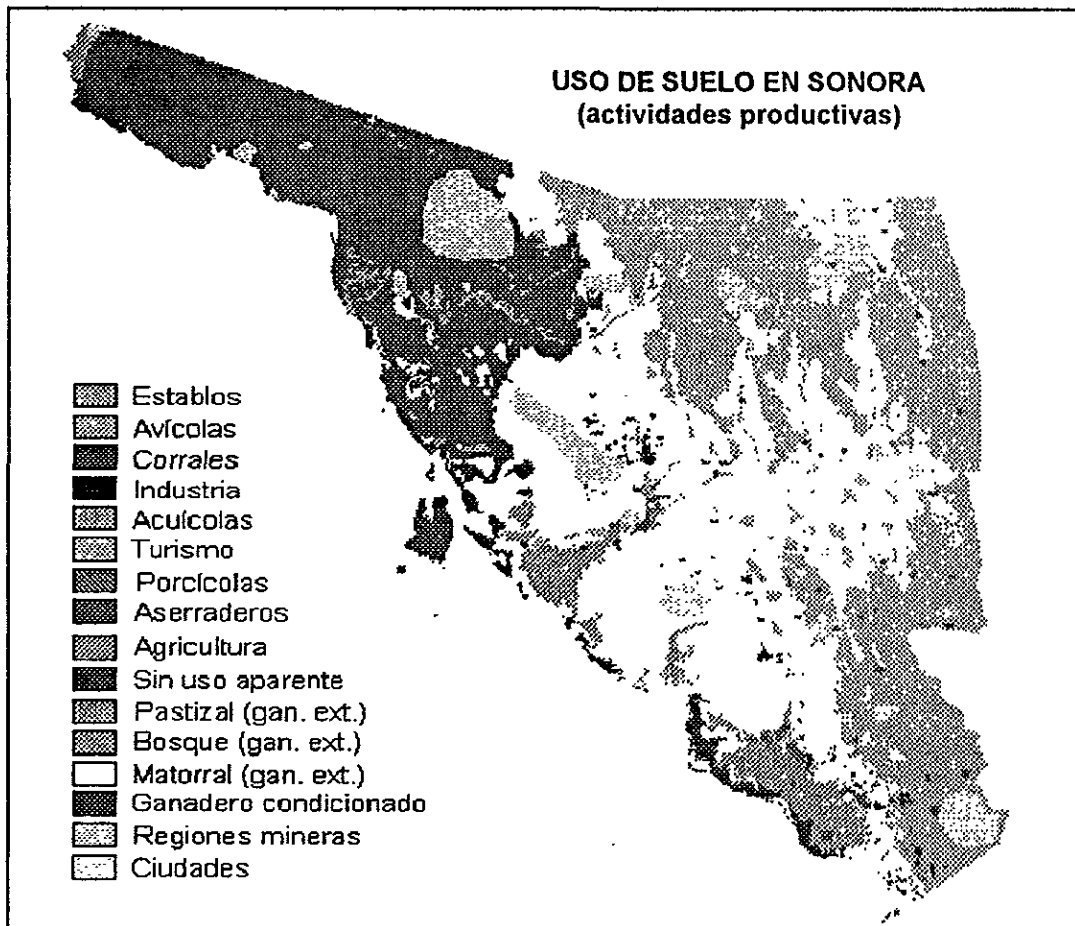 USO DE SUELO EN SONORA
(actividades productivas)
Establos
Avícolas
Corrales
Industria
Acuícolas
Turismo
Porcícolas
Aserraderos
Agricultura
Sin uso aparente
Pastizal (gan. ext.)
Bosque (gan. ext.)
Matorral (gan. ext.)
Ganadero condicionado
Regiones mineras
Ciudades